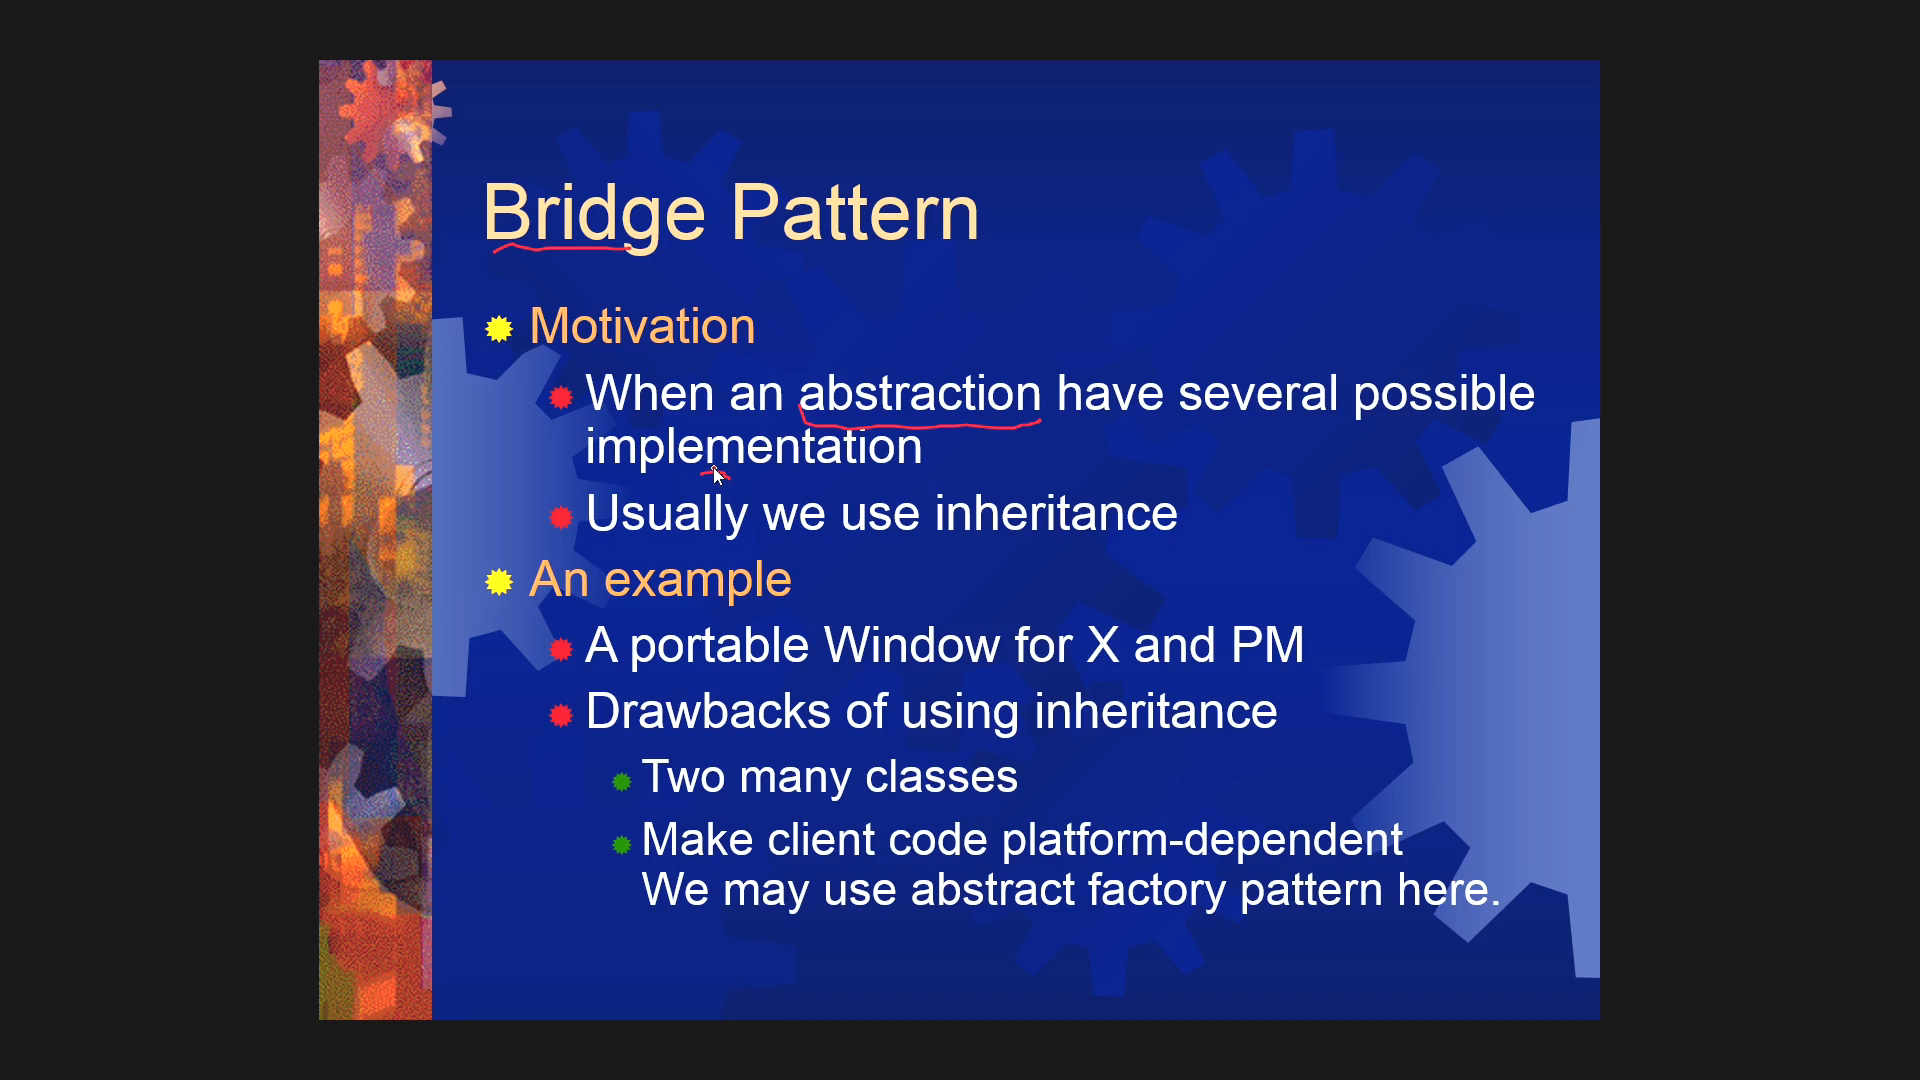 Bridge Pattern
Motivation
When an abstraction have several possible
implementation
Usually we use inheritance
An example
A portable Window for X and PM
Drawbacks of using inheritance
Two many classes
Make client code platform-dependent
We may use abstract factory pattern here.